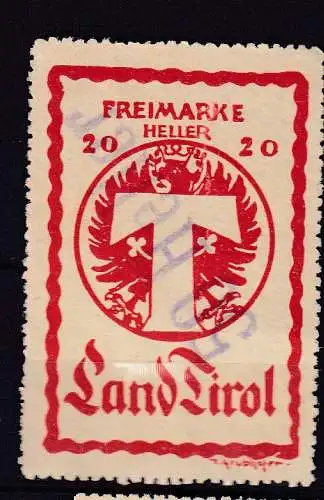 FREIMARKE
HELLER
20 20
T
Land Tirol